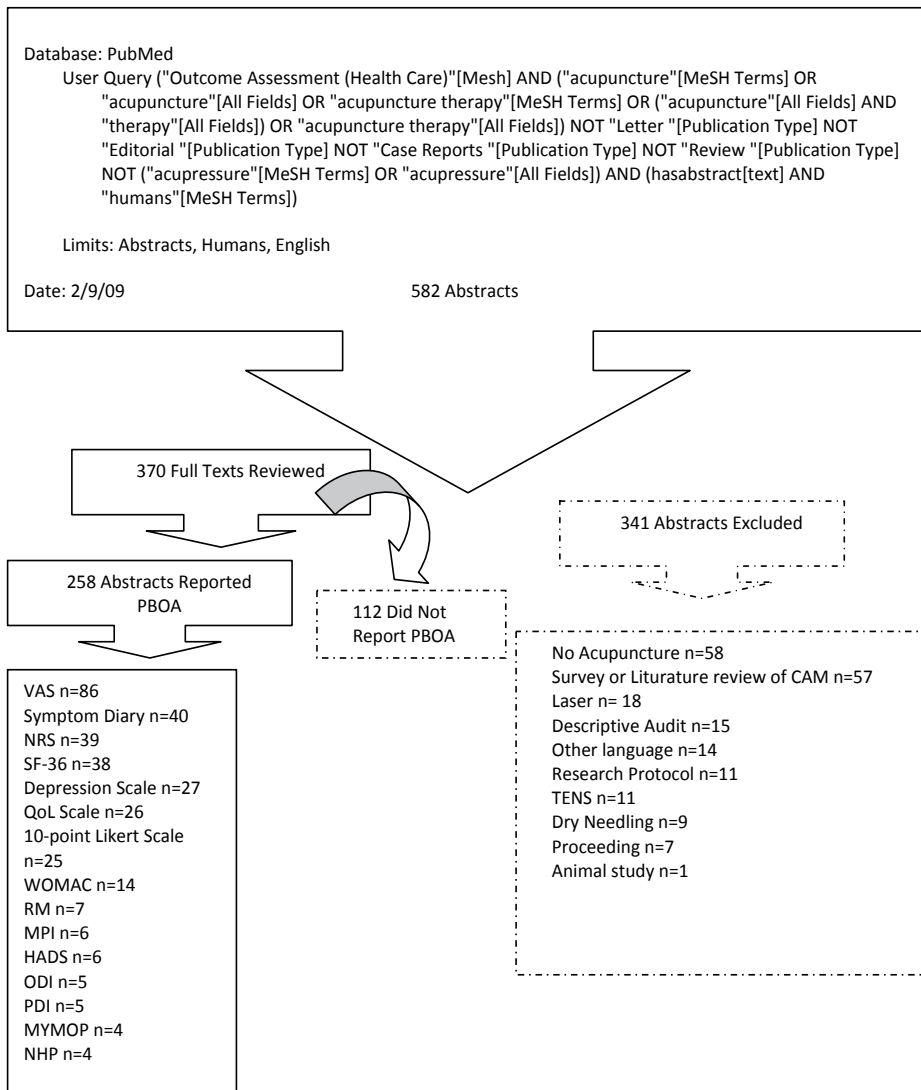 Database: PubMed
User Query ("Outcome Assessment (Health Care)"[Mesh] AND ("acupuncture"[MeSH Terms] OR
"acupuncture"[All Fields] OR "acupuncture therapy"[MeSH Terms] OR ("acupuncture"[All Fields] AND
"therapy"[All Fields]) OR "acupuncture therapy"[All Fields]) NOT "Letter "[Publication Type] NOT
"Editorial "[Publication Type] NOT "Case Reports "[Publication Type] NOT "Review "[Publication Type]
NOT ("acupressure"[MeSH Terms] OR "acupressure"[All Fields]) AND (hasabstract[text] AND
"humans"[MeSH Terms])
Limits: Abstracts, Humans, English
Date: 2/9/09 582 Abstracts
370 Full Texts Reviewed
341 Abstracts Excluded
258 Abstracts Reported
PBOA
112 Did Not
Report PBOA
VAS n=86
Symptom Diary n=40
NRS n=39
SF-36 n=38
Depression Scale n=27
QoL Scale n=26
10-point Likert Scale
n=25
WOMAC n=14
RM n=7
MPI n=6
HADS n=6
ODI n=5
PDI n=5
MYMOP n=4
NHP n=4
No Acupuncture n=58
Survey or Liturature review of CAM n=57
Laser n= 18
Descriptive Audit n=15
Other language n=14
Research Protocol n=11
TENS n=11
Dry Needling n=9
Proceeding n=7
Animal study n=1